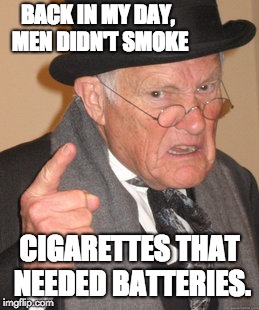 BACK IN MY DAY,
MEN DIDN'T SMOKE
CIGARETTES THAT
NEEDED BATTERIES.
imgflip.com